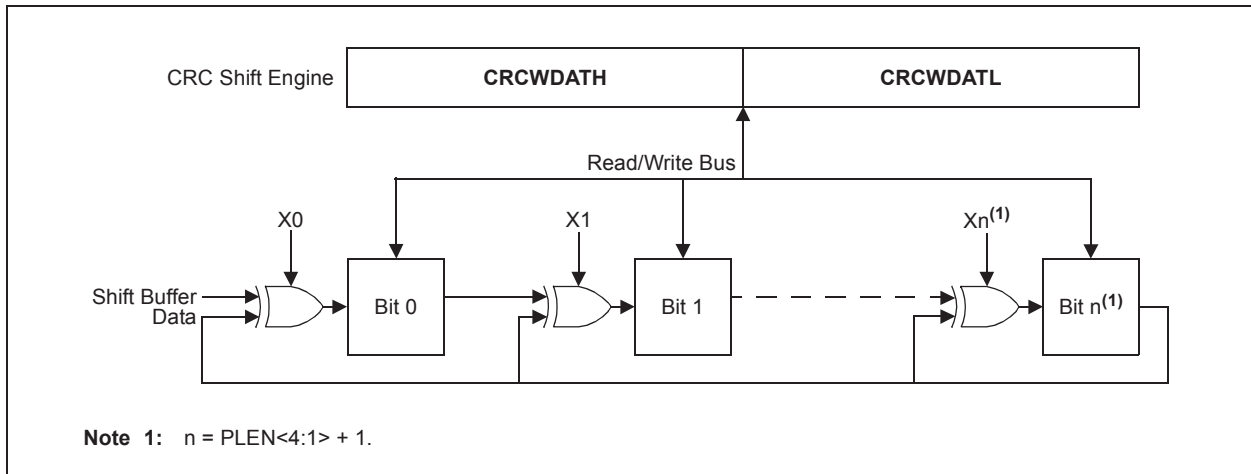 CRC Shift Engine CRCWDATH CRCWDATL
Read/Write Bus
X0 X1 Xn(1)
Shift Buffer
Data
Bit 0 Bit 1 Bit n(1)
Note 1: n = PLEN<4:1> + 1.